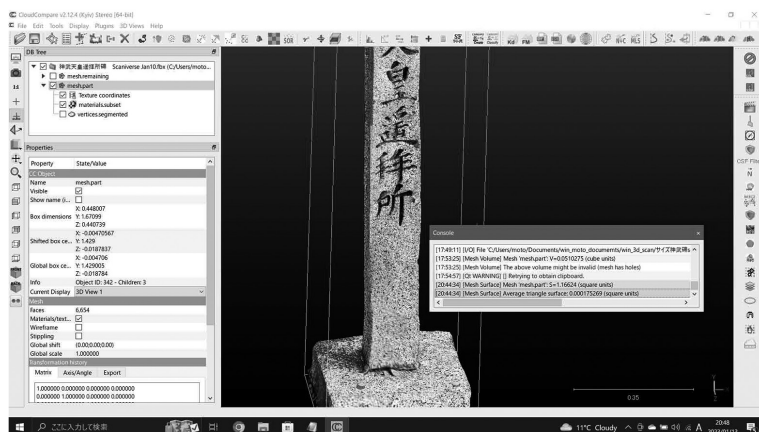 CloudCompare v2.12.4 (Kyiv) Stereo [64-bit]
File Edit Tools Display Plugins 3D Views Help
DB Tree
mesh.remaining
mesh.part
Texture coordinates
materials.subset
vertices.segmented
Properties
Property State/Value
CC Object
Name mesh.part
Visible
Show name (i...
X: 0.448007
Box dimensions Y: 1.67099
Z: 0.440739
X: -0.00470567
Shifted box ce... Y: 1.429
Z: -0.0187837
X: -0.004706
Global box ce... Y: 1.429005
Z: -0.018784
Info Object ID: 342 - Children: 3
Current Display 3D View 1
Mesh
Faces 6,654
Materials/text...
Wireframe
Stippling
Global shift (0.00;0.00;0.00)
Global scale 1.000000
Transformation history
Matrix Axis/Angle Export
1.000000 0.000000 0.000000 0.000000
0.000000 1.000000 0.000000 0.000000
皇
所
Console
[17:53:25] [Mesh Volume] Mesh 'mesh.part': V=0.0510275 (cube units)
[17:53:25] [Mesh Volume] The above volume might be invalid (mesh has holes)
[17:54:57] [Qt WARNING] [] Retrying to obtain clipboard.
[20:44:34] [Mesh Surface] Mesh 'mesh.part': S=1.16624 (square units)
[20:44:34] [Mesh Surface] Average triangle surface: 0.000175269 (square units)
0.35
ここに入力して検索
11°C Cloudy
20:48